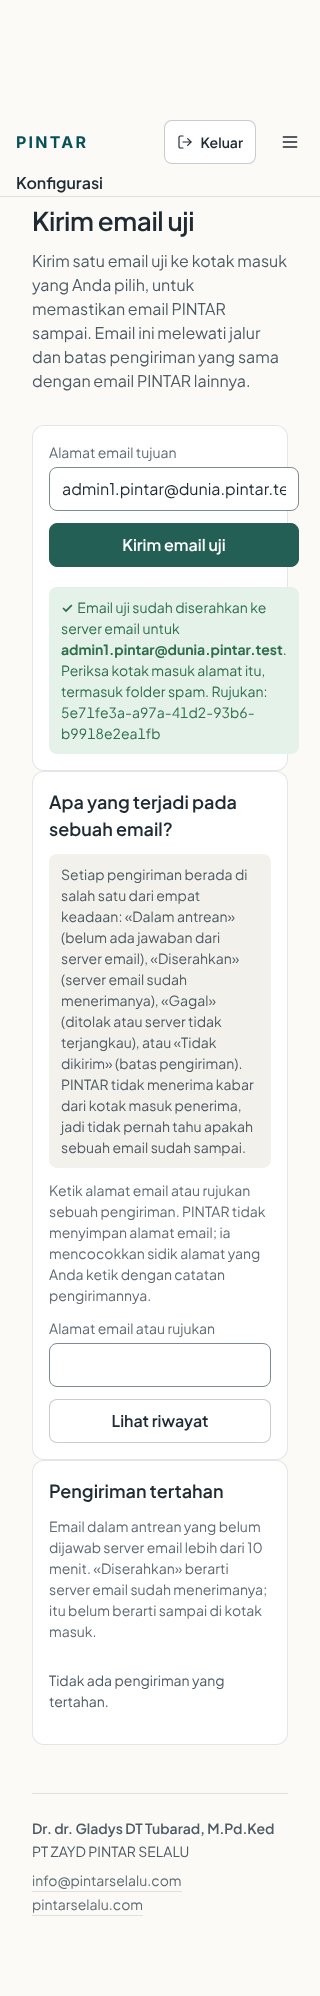 PINTAR
Keluar
Konfigurasi
Kirim email uji
Kirim satu email uji ke kotak masuk
yang Anda pilih, untuk
memastikan email PINTAR
sampai. Email ini melewati jalur
dan batas pengiriman yang sama
dengan email PINTAR lainnya.
Alamat email tujuan
admin1.pintar@dunia.pintar.te
Kirim email uji
✓ Email uji sudah diserahkan ke
server email untuk
admin1.pintar@dunia.pintar.test.
Periksa kotak masuk alamat itu,
termasuk folder spam. Rujukan:
5e71fe3a-a97a-41d2-93b6-
b9918e2ea1fb
Apa yang terjadi pada
sebuah email?
Setiap pengiriman berada di
salah satu dari empat
keadaan: «Dalam antrean»
(belum ada jawaban dari
server email), «Diserahkan»
(server email sudah
menerimanya), «Gagal»
(ditolak atau server tidak
terjangkau), atau «Tidak
dikirim» (batas pengiriman).
PINTAR tidak menerima kabar
dari kotak masuk penerima,
jadi tidak pernah tahu apakah
sebuah email sudah sampai.
Ketik alamat email atau rujukan
sebuah pengiriman. PINTAR tidak
menyimpan alamat email; ia
mencocokkan sidik alamat yang
Anda ketik dengan catatan
pengirimannya.
Alamat email atau rujukan
Lihat riwayat
Pengiriman tertahan
Email dalam antrean yang belum
dijawab server email lebih dari 10
menit. «Diserahkan» berarti
server email sudah menerimanya;
itu belum berarti sampai di kotak
masuk.
Tidak ada pengiriman yang
tertahan.
Dr. dr. Gladys DT Tubarad, M.Pd.Ked
PT ZAYD PINTAR SELALU
info@pintarselalu.com
pintarselalu.com